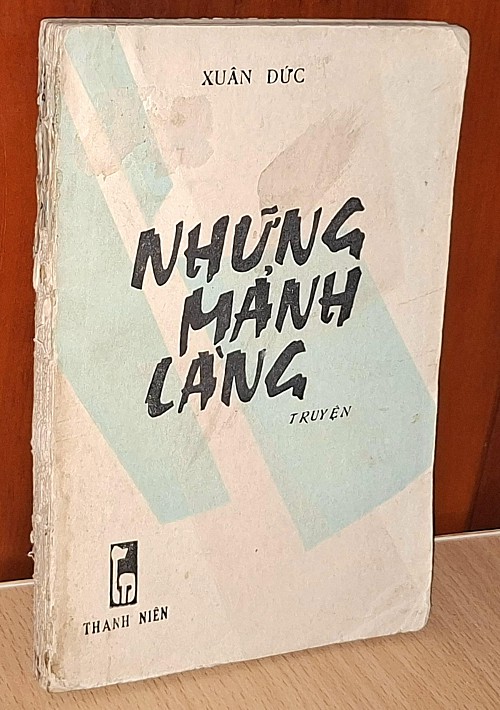 XUÂN ĐỨC
NHỮNG
MẢNH
LÀNG
TRUYỆN
THANH NIÊN